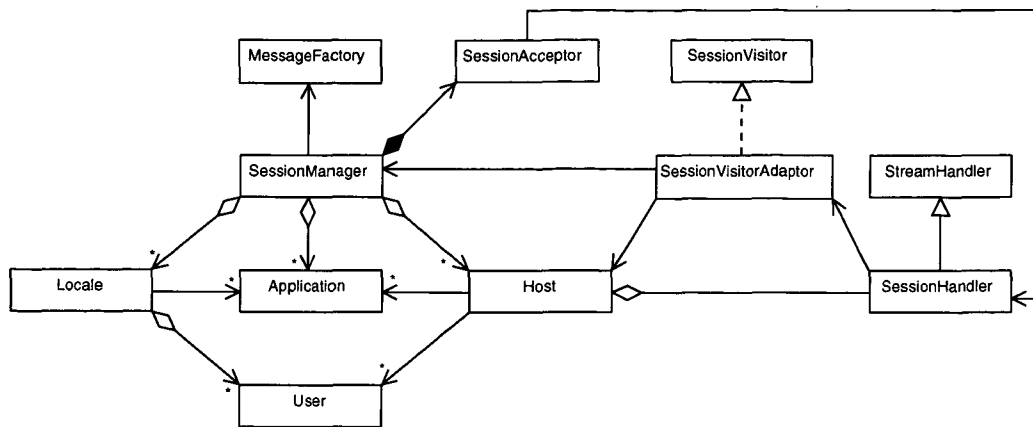 MessageFactory
SessionAcceptor
SessionVisitor
SessionManager
SessionVisitorAdaptor
StreamHandler
*
*
*
*
*
Locale
Application
Host
SessionHandler
*
*
User